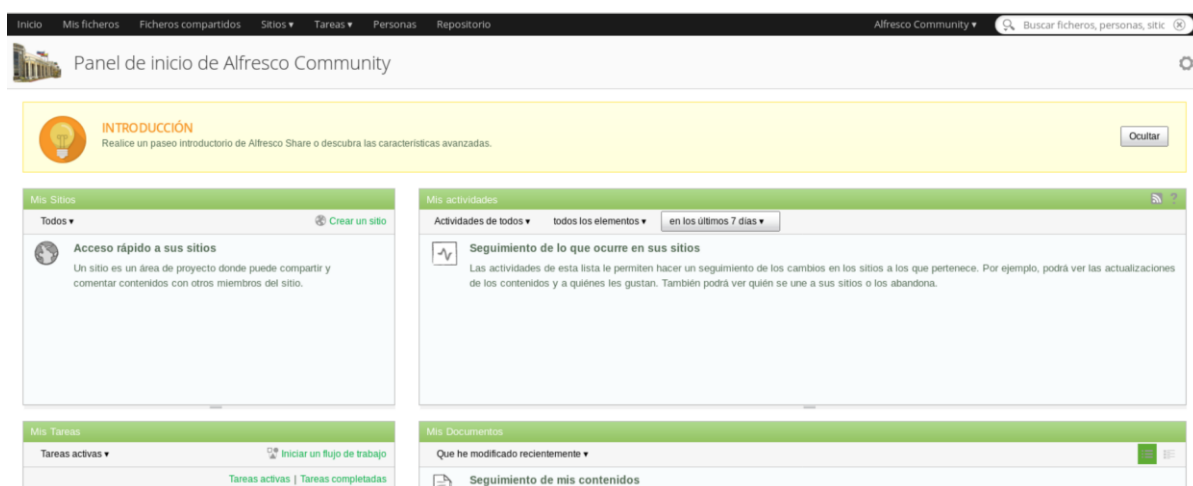 Inicio Mis ficheros Ficheros compartidos Sitios ▾ Tareas ▾ Personas Repositorio Alfresco Community ▾ Buscar ficheros, personas, sitic
Panel de inicio de Alfresco Community
INTRODUCCIÓN
Realice un paseo introductorio de Alfresco Share o descubra las características avanzadas.
Ocultar
Mis Sitios
Todos ▾ Crear un sitio
Acceso rápido a sus sitios
Un sitio es un área de proyecto donde puede compartir y
comentar contenidos con otros miembros del sitio.
Mis actividades
Actividades de todos ▾ todos los elementos ▾ en los últimos 7 días ▾
Seguimiento de lo que ocurre en sus sitios
Las actividades de esta lista le permiten hacer un seguimiento de los cambios en los sitios a los que pertenece. Por ejemplo, podrá ver las actualizaciones
de los contenidos y a quiénes les gustan. También podrá ver quién se une a sus sitios o los abandona.
Mis Tareas
Tareas activas ▾ Iniciar un flujo de trabajo
Tareas activas | Tareas completadas
Mis Documentos
Que he modificado recientemente ▾
Seguimiento de mis contenidos